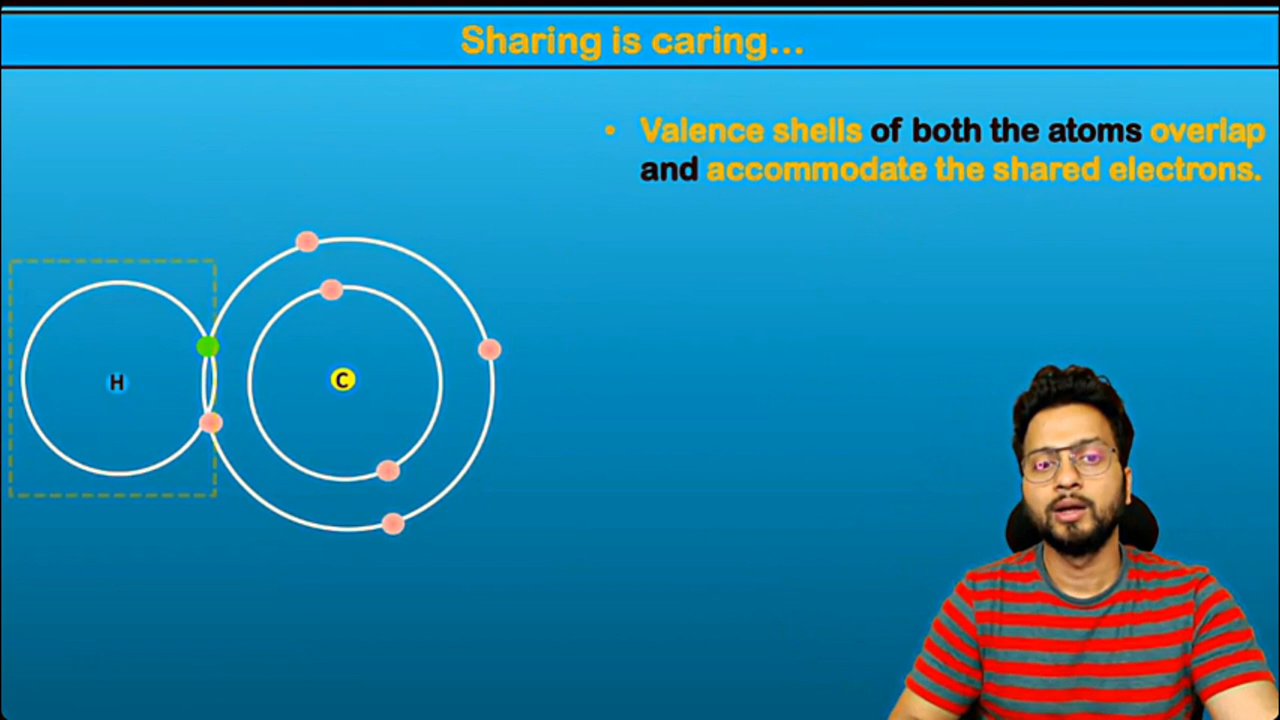 Sharing is caring...
• Valence shells of both the atoms overlap
and accommodate the shared electrons.
H
C